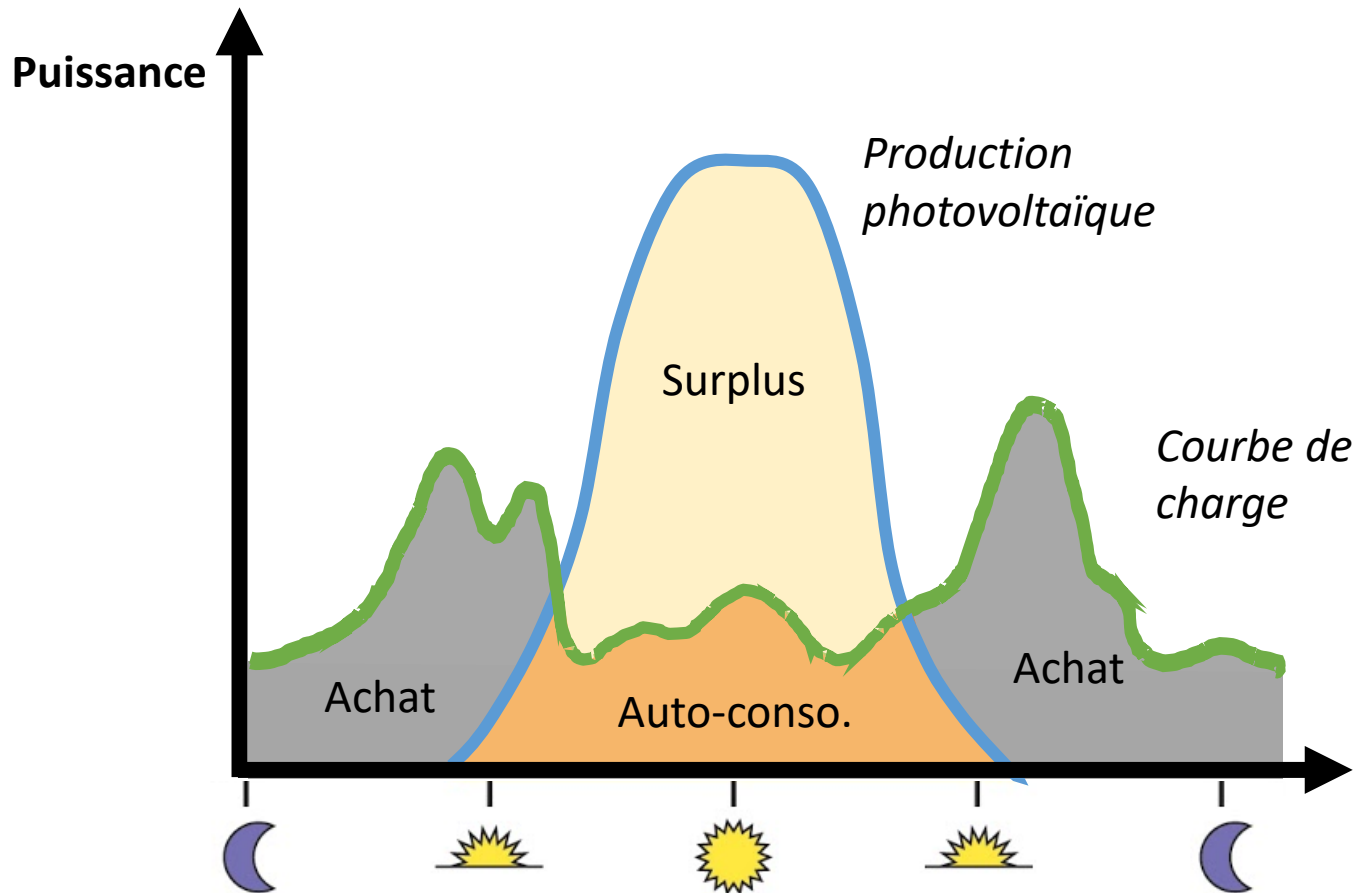 Puissance
Production
photovoltaïque
Surplus
Courbe de
charge
Achat
Auto-conso.
Achat